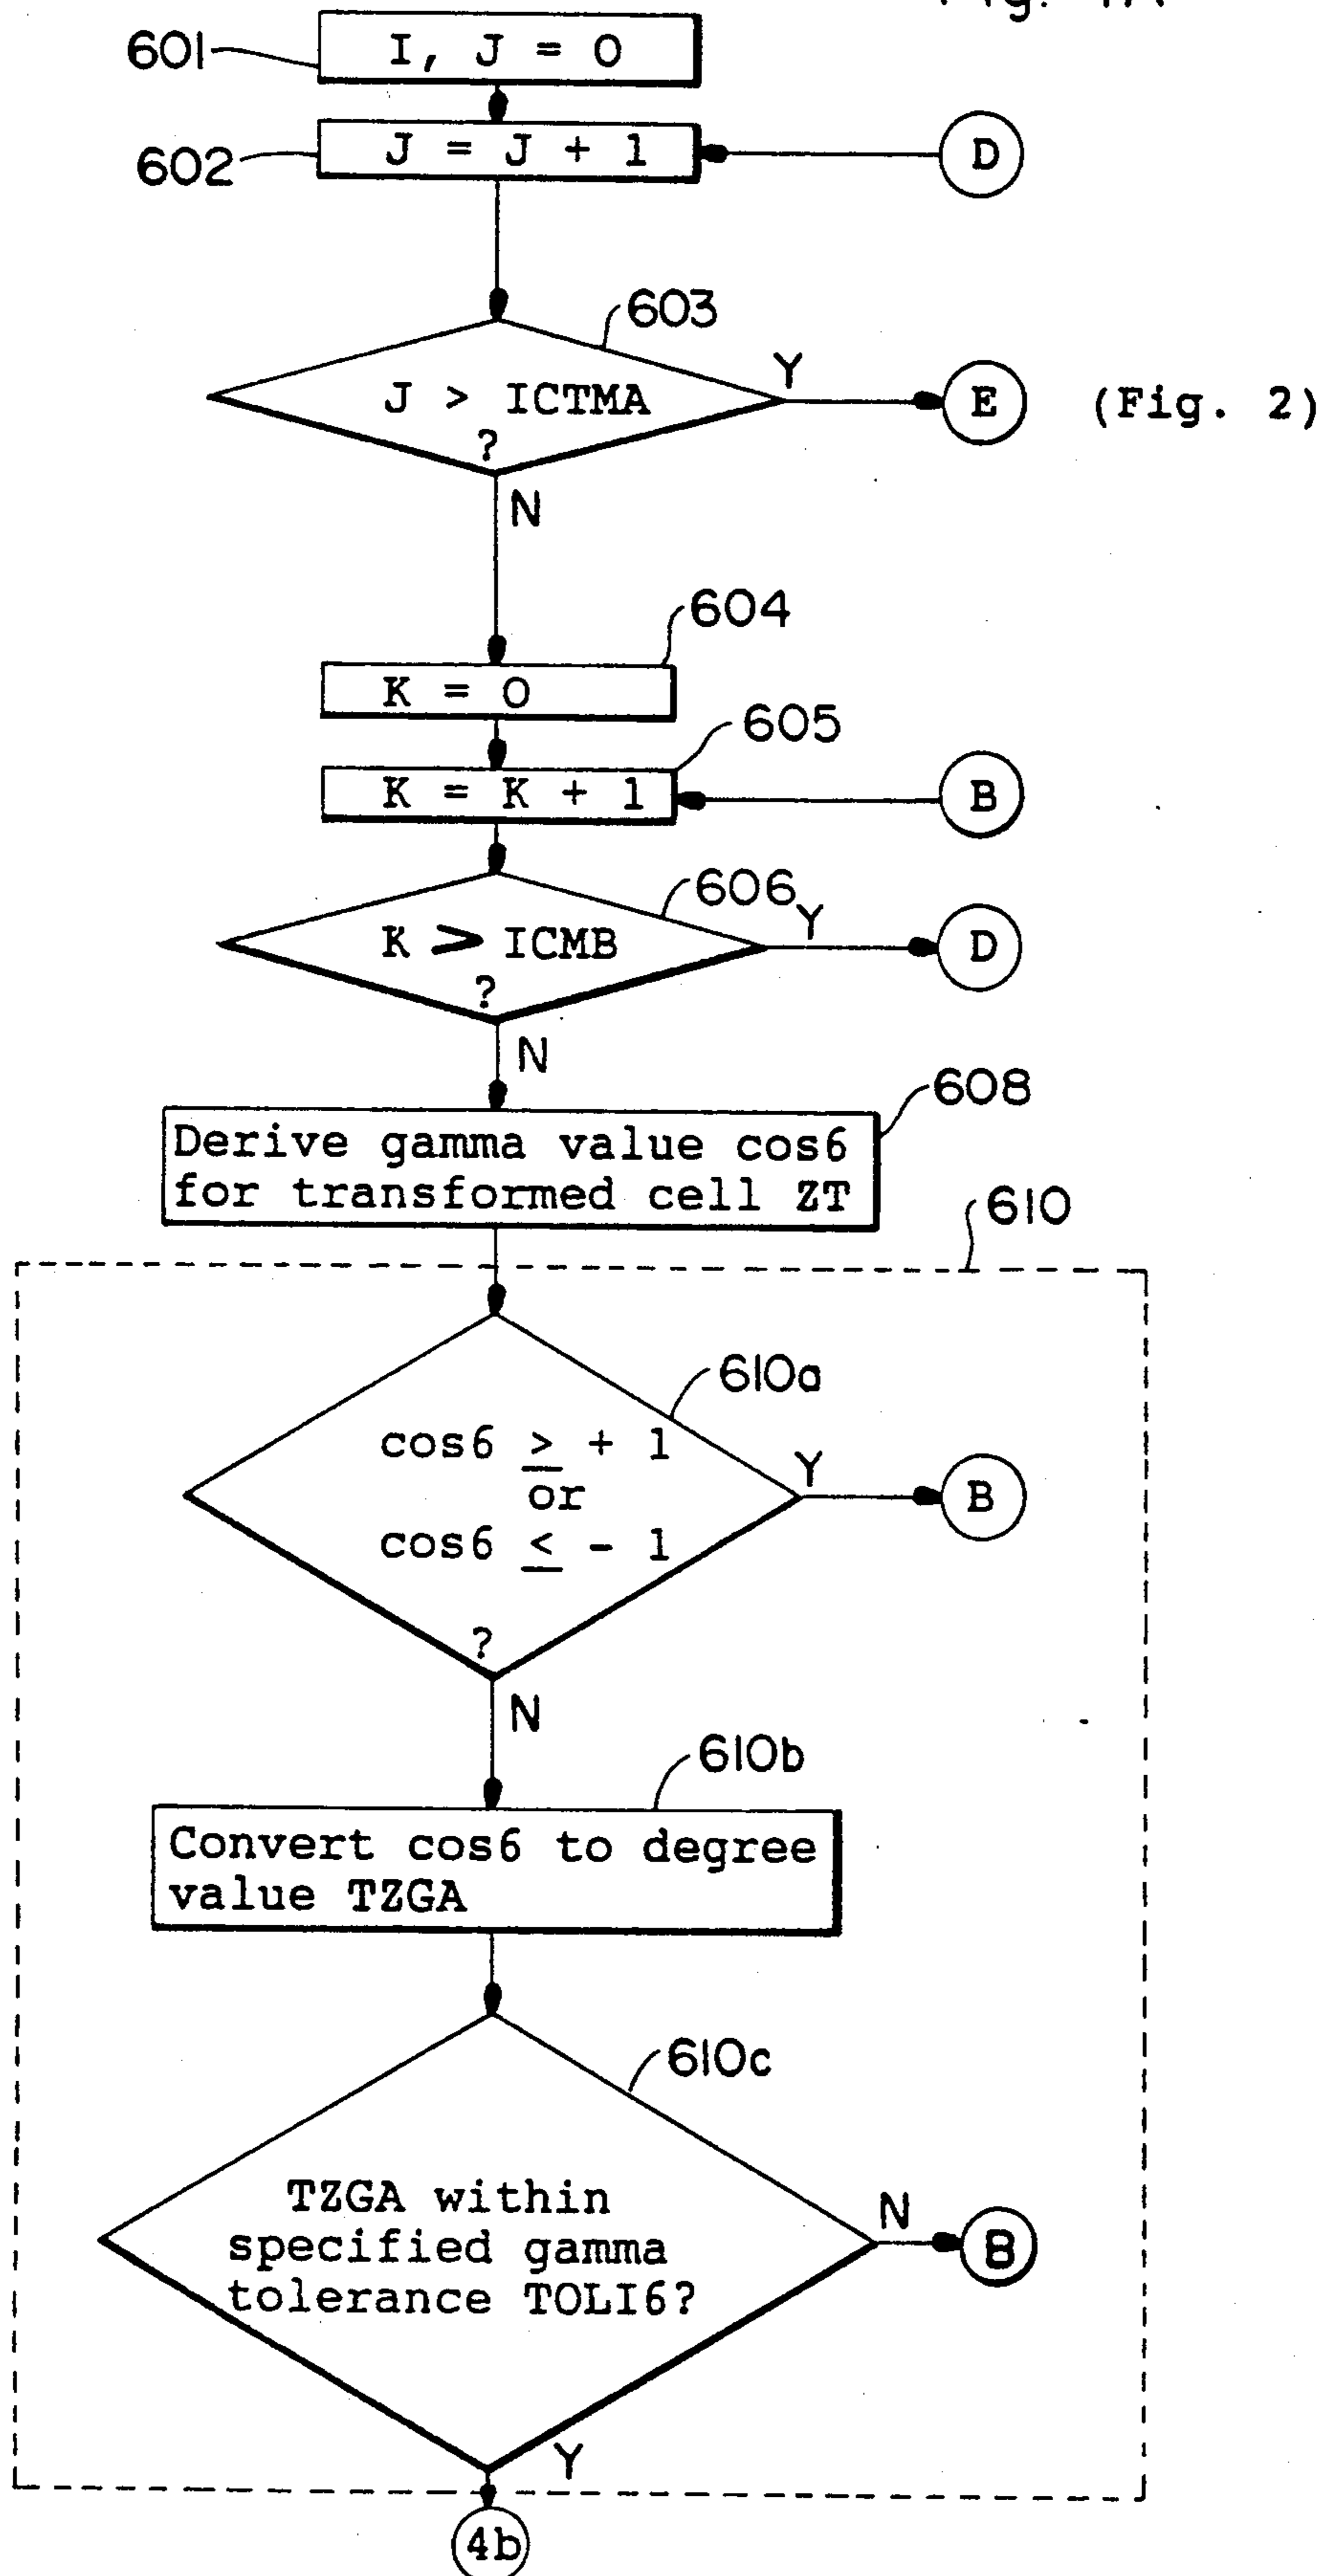 601
I, J = 0
602
J = J + 1
D
603
J > ICTMA
?
Y
E
(Fig. 2)
N
604
K = 0
605
K = K + 1
B
606
K > ICMB
?
Y
D
N
608
Derive gamma value cos6
for transformed cell ZT
610
610a
cos6 ≥ + 1
or
cos6 ≤ - 1
?
Y
B
N
610b
Convert cos6 to degree
value TZGA
610c
TZGA within
specified gamma
tolerance TOLI6?
N
B
Y
4b